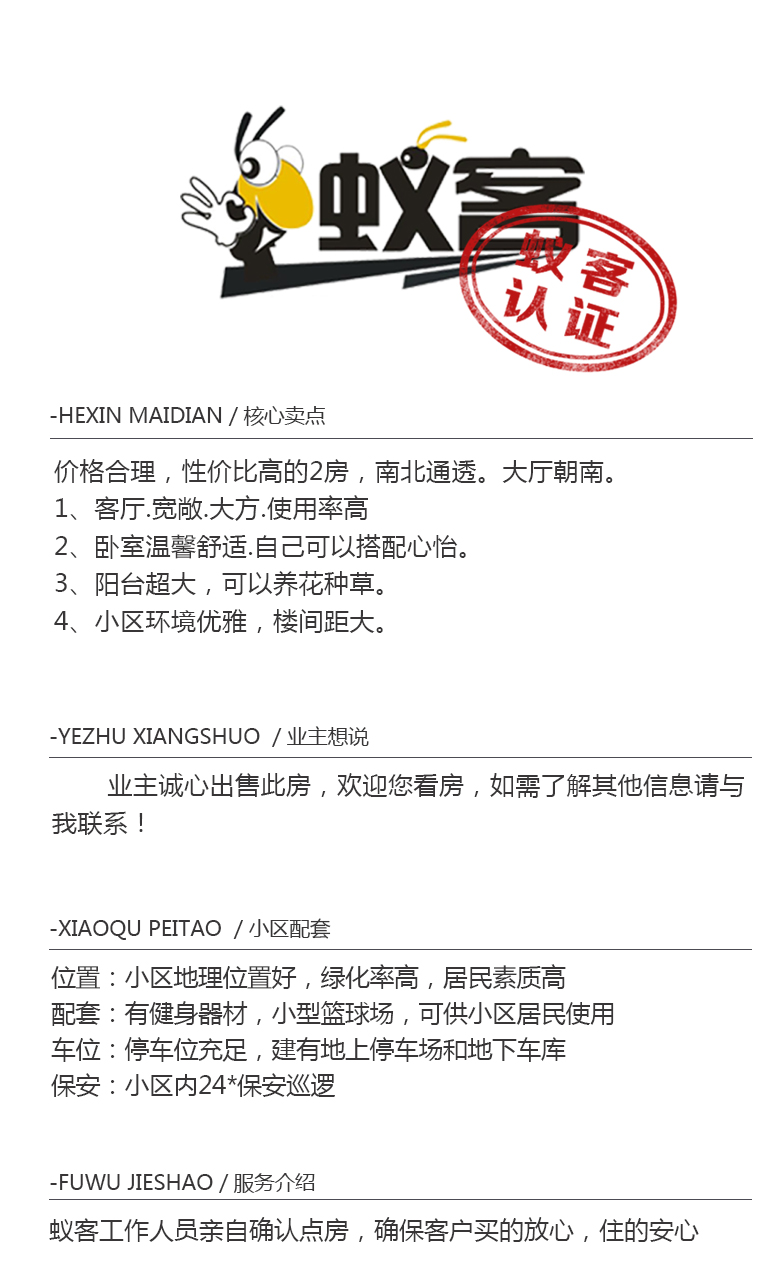 蚁客
蚁客
认证
-HEXIN MAIDIAN / 核心卖点
价格合理，性价比高的2房，南北通透。大厅朝南。
1、客厅.宽敞.大方.使用率高
2、卧室温馨舒适.自己可以搭配心怡。
3、阳台超大，可以养花种草。
4、小区环境优雅，楼间距大。
-YEZHU XIANGSHUO / 业主想说
业主诚心出售此房，欢迎您看房，如需了解其他信息请与
我联系！
-XIAOQU PEITAO / 小区配套
位置：小区地理位置好，绿化率高，居民素质高
配套：有健身器材，小型篮球场，可供小区居民使用
车位：停车位充足，建有地上停车场和地下车库
保安：小区内24*保安巡逻
-FUWU JIESHAO / 服务介绍
蚁客工作人员亲自确认点房，确保客户买的放心，住的安心